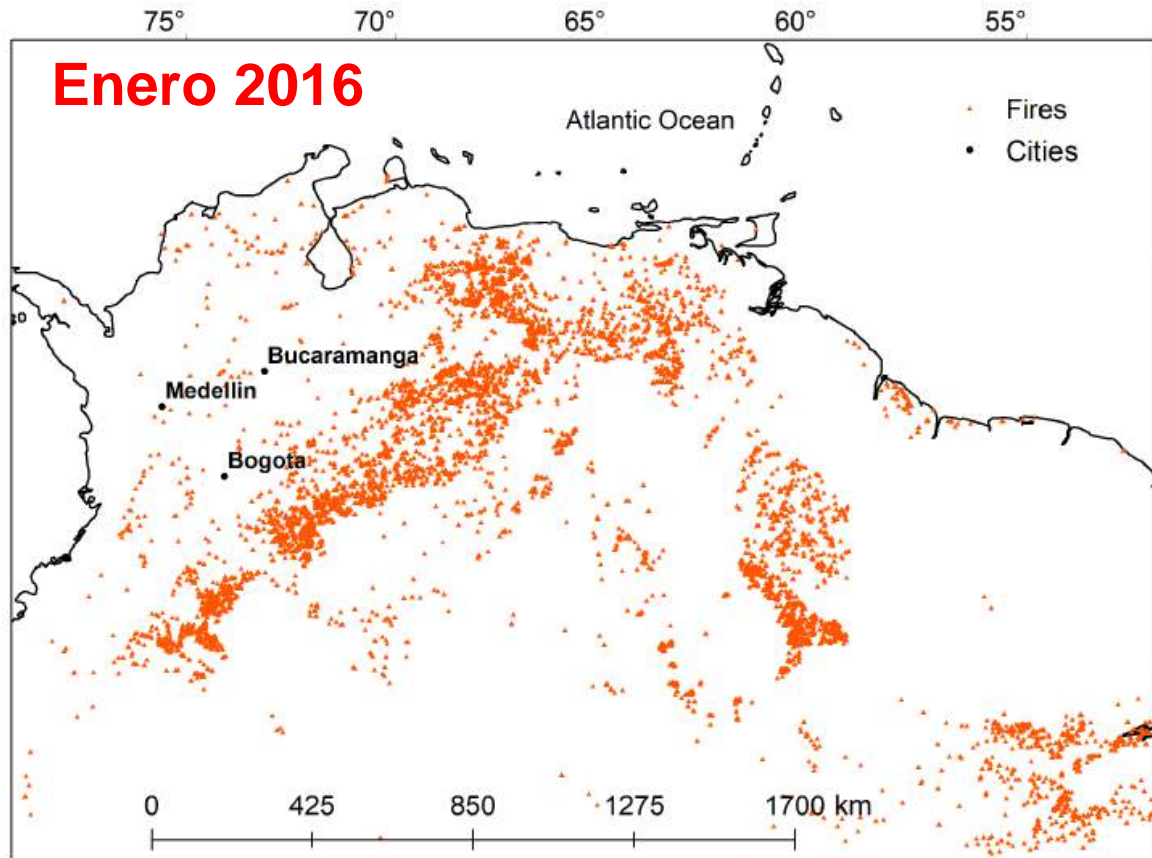 75° 70° 65° 60° 55°
Enero 2016
Atlantic Ocean
Fires
Cities
Bucaramanga
Medellin
Bogota
0 425 850 1275 1700 km